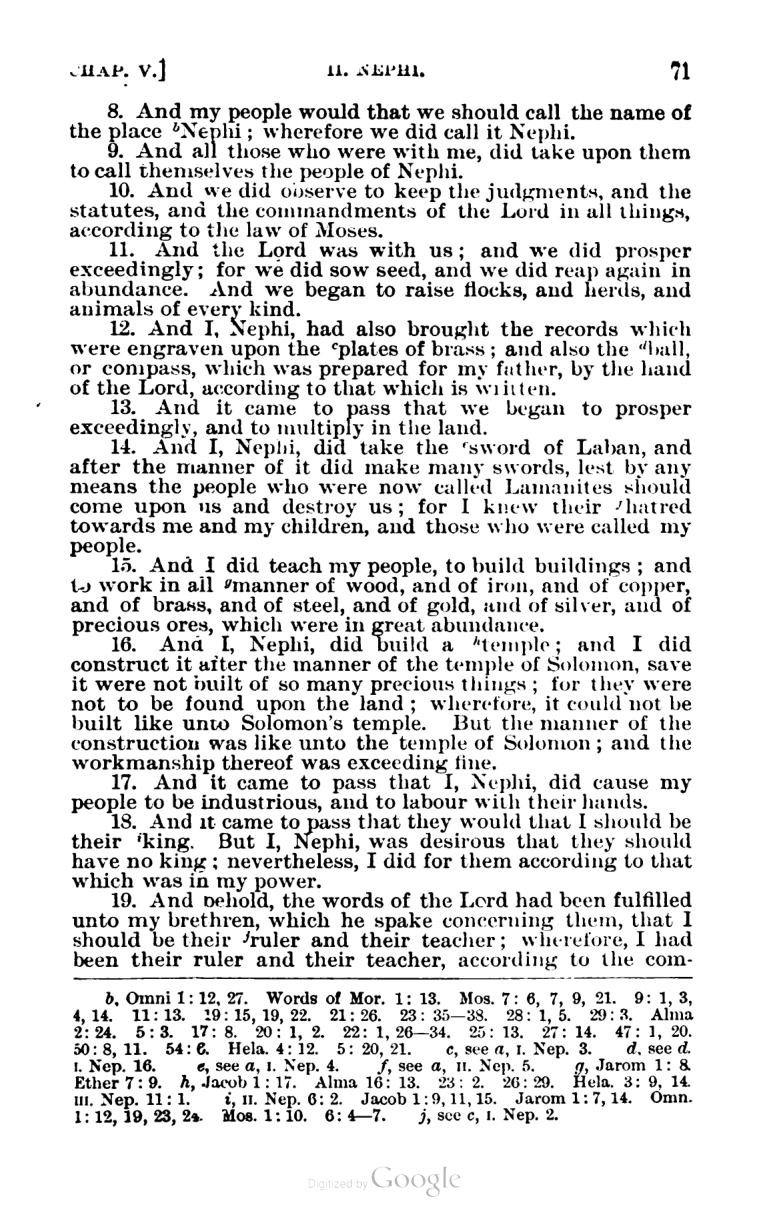 CHAP. V.] II. NEPHI. 71
8. And my people would that we should call the name of
the place ᵇNephi; wherefore we did call it Nephi.
9. And all those who were with me, did take upon them
to call themselves the people of Nephi.
10. And we did observe to keep the judgments, and the
statutes, and the commandments of the Lord in all things,
according to the law of Moses.
11. And the Lord was with us; and we did prosper
exceedingly; for we did sow seed, and we did reap again in
abundance. And we began to raise flocks, and herds, and
animals of every kind.
12. And I, Nephi, had also brought the records which
were engraven upon the ᶜplates of brass; and also the ᵈball,
or compass, which was prepared for my father, by the hand
of the Lord, according to that which is written.
13. And it came to pass that we began to prosper
exceedingly, and to multiply in the land.
14. And I, Nephi, did take the ᵉsword of Laban, and
after the manner of it did make many swords, lest by any
means the people who were now called Lamanites should
come upon us and destroy us; for I knew their ᶠhatred
towards me and my children, and those who were called my
people.
15. And I did teach my people, to build buildings; and
to work in all ᵍmanner of wood, and of iron, and of copper,
and of brass, and of steel, and of gold, and of silver, and of
precious ores, which were in great abundance.
16. And I, Nephi, did build a ʰtemple; and I did
construct it after the manner of the temple of Solomon, save
it were not built of so many precious things; for they were
not to be found upon the land; wherefore, it could not be
built like unto Solomon's temple. But the manner of the
construction was like unto the temple of Solomon; and the
workmanship thereof was exceeding fine.
17. And it came to pass that I, Nephi, did cause my
people to be industrious, and to labour with their hands.
18. And it came to pass that they would that I should be
their ⁱking. But I, Nephi, was desirous that they should
have no king; nevertheless, I did for them according to that
which was in my power.
19. And behold, the words of the Lord had been fulfilled
unto my brethren, which he spake concerning them, that I
should be their ʲruler and their teacher; wherefore, I had
been their ruler and their teacher, according to the com-
b, Omni 1: 12, 27. Words of Mor. 1: 13. Mos. 7: 6, 7, 9, 21. 9: 1, 3,
4, 14. 11: 13. 19: 15, 19, 22. 21: 26. 23: 35—38. 28: 1, 5. 29: 3. Alma
2: 24. 5: 3. 17: 8. 20: 1, 2. 22: 1, 26—34. 25: 13. 27: 14. 47: 1, 20.
50: 8, 11. 54: 6. Hela. 4: 12. 5: 20, 21. c, see a, I. Nep. 3. d, see d,
I. Nep. 16. e, see a, I. Nep. 4. f, see a, II. Nep. 5. g, Jarom 1: 8.
Ether 7: 9. h, Jacob 1: 17. Alma 16: 13. 23: 2. 26: 29. Hela. 3: 9, 14.
III. Nep. 11: 1. i, II. Nep. 6: 2. Jacob 1: 9, 11, 15. Jarom 1: 7, 14. Omn.
1: 12, 19, 23, 24. Mos. 1: 10. 6: 4—7. j, see c, I. Nep. 2.
Digitized by Google